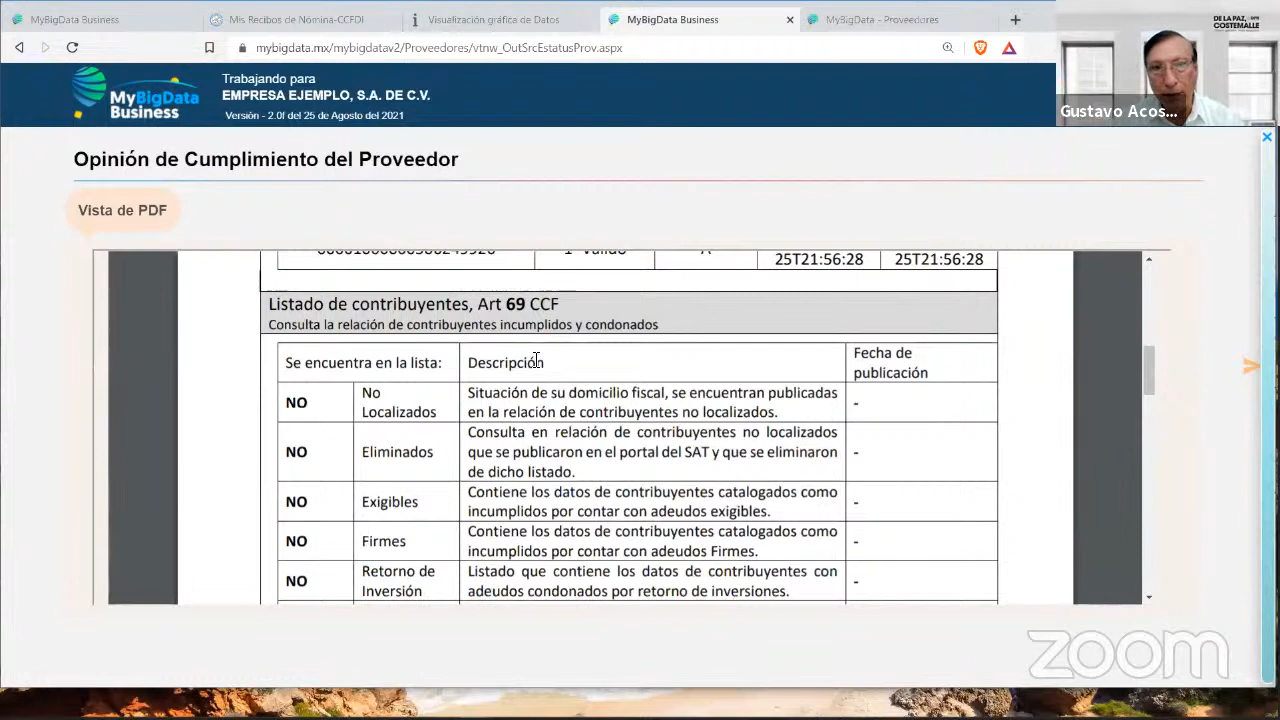 MyBigData Business
Mis Recibos de Nómina-CCFDI
Visualización gráfica de Datos
MyBigData Business
MyBigData - Proveedores
mybigdata.mx/mybigdatav2/Proveedores/vtnw_OutSrcEstatusProv.aspx
DE LA PAZ,
COSTEMALLE
Gustavo Acos...
MyBigData
Business
Trabajando para
EMPRESA EJEMPLO, S.A. DE C.V.
Versión - 2.0f del 25 de Agosto del 2021
Opinión de Cumplimiento del Proveedor
Vista de PDF
25T21:56:28
25T21:56:28
Listado de contribuyentes, Art 69 CCF
Consulta la relación de contribuyentes incumplidos y condonados
Se encuentra en la lista:
Descripción
Fecha de
publicación
NO
No
Localizados
Situación de su domicilio fiscal, se encuentran publicadas
en la relación de contribuyentes no localizados.
-
NO
Eliminados
Consulta en relación de contribuyentes no localizados
que se publicaron en el portal del SAT y que se eliminaron
de dicho listado.
-
NO
Exigibles
Contiene los datos de contribuyentes catalogados como
incumplidos por contar con adeudos exigibles.
-
NO
Firmes
Contiene los datos de contribuyentes catalogados como
incumplidos por contar con adeudos Firmes.
-
NO
Retorno de
Inversión
Listado que contiene los datos de contribuyentes con
adeudos condonados por retorno de inversiones.
-
zoom